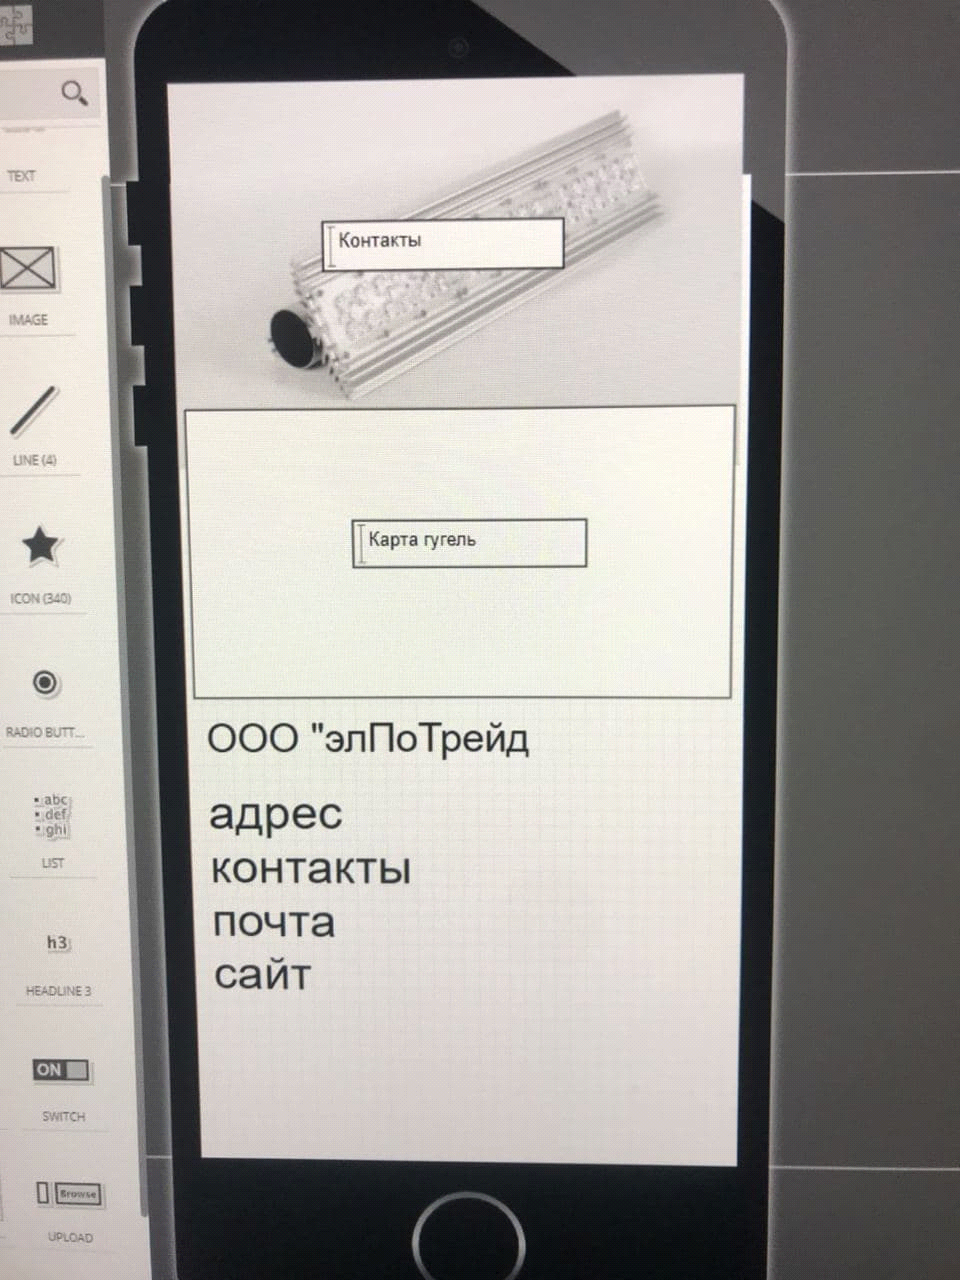 TEXT
IMAGE
LINE (4)
ICON (340)
RADIO BUTT...
abc
def
ghi
LIST
h3
HEADLINE 3
ON
SWITCH
Browse
UPLOAD
Контакты
Карта гугель
ООО "элПоТрейд
адрес
контакты
почта
сайт